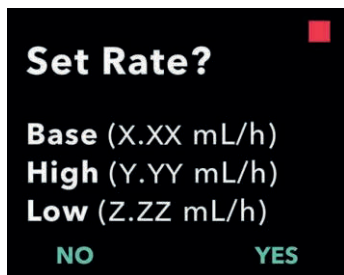 Set Rate?
Base (X.XX mL/h)
High (Y.YY mL/h)
Low (Z.ZZ mL/h)
NO YES